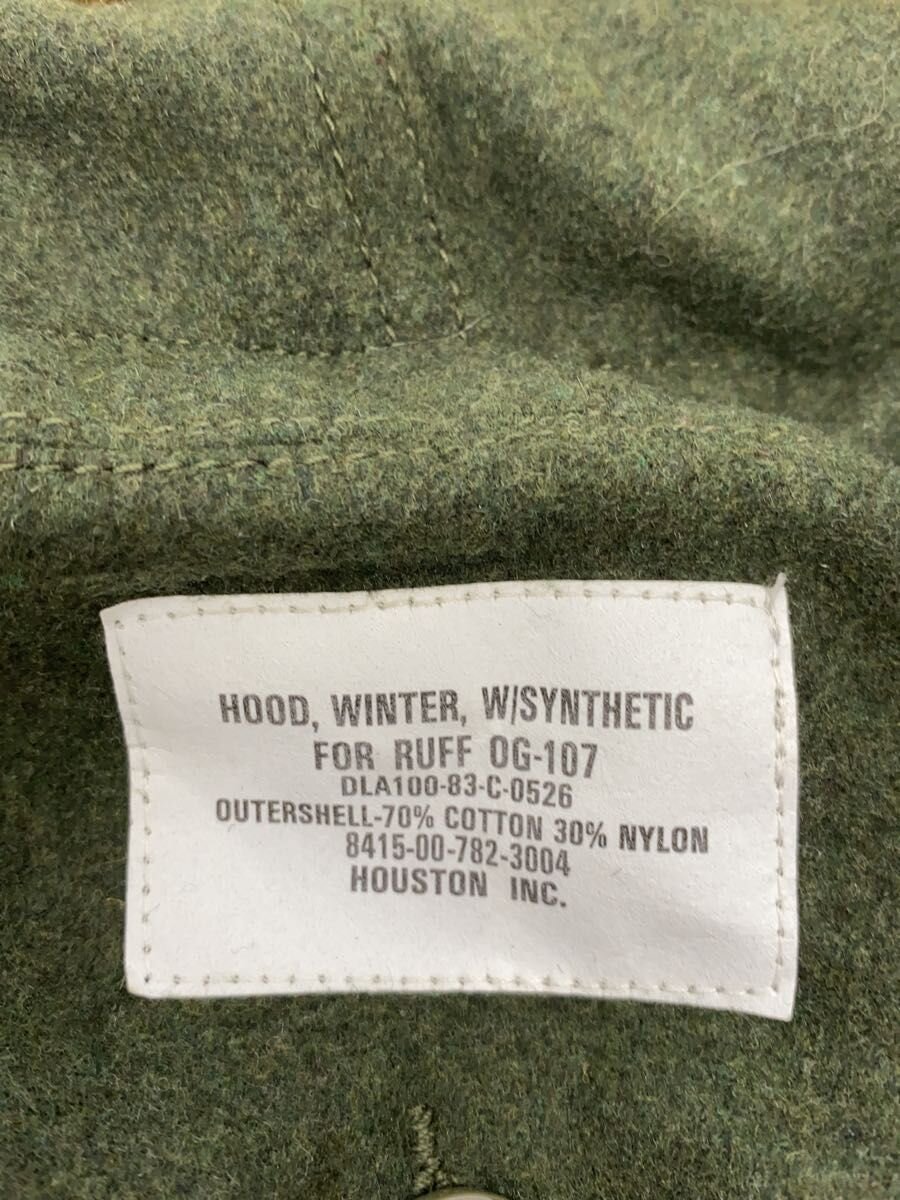 HOOD, WINTER, W/SYNTHETIC
FOR RUFF OG-107
DLA100-83-C-0526
OUTERSHELL-70% COTTON 30% NYLON
8415-00-782-3004
HOUSTON INC.